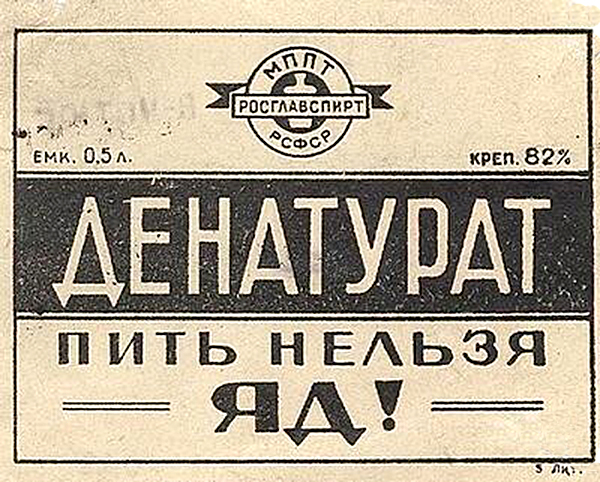 МППТ
РОСГЛАВСПИРТ
РСФСР
ЕМК. 0,5 Л. КРЕП. 82%
ДЕНАТУРАТ
ПИТЬ НЕЛЬЗЯ
ЯД!